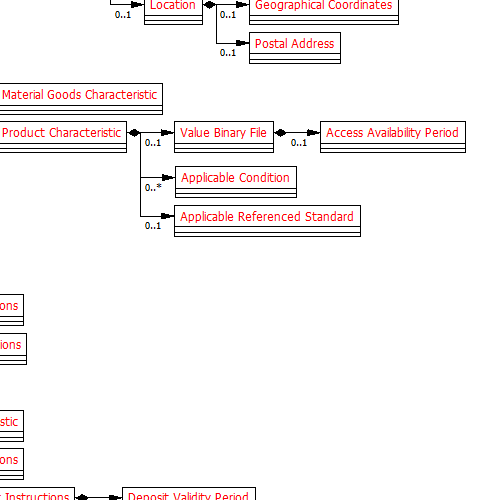 Location
Geographical Coordinates
0..1
0..1
Postal Address
0..1
Material Goods Characteristic
Product Characteristic
Value Binary File
Access Availability Period
0..1
0..1
Applicable Condition
0..*
Applicable Referenced Standard
0..1
ons
ions
stic
ons
Instructions
Deposit Validity Period